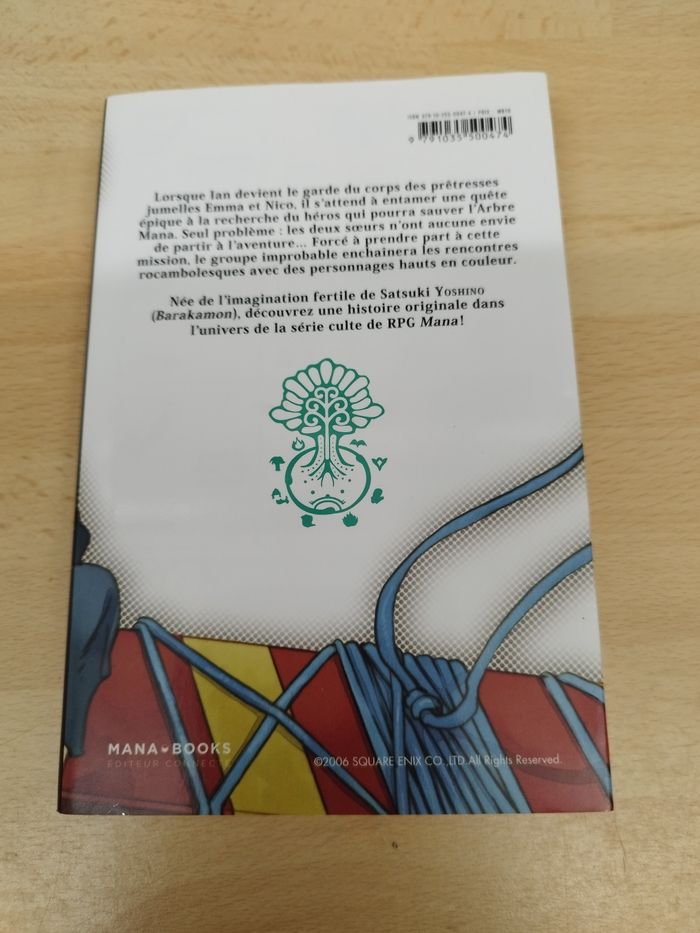 9 791035 500474
Lorsque Ian devient le garde du corps des prêtresses
jumelles Emma et Nico, il s'attend à entamer une quête
épique à la recherche du héros qui pourra sauver l'Arbre
Mana. Seul problème : les deux sœurs n'ont aucune envie
de partir à l'aventure... Forcé à prendre part à cette
mission, le groupe improbable enchaînera les rencontres
rocambolesques avec des personnages hauts en couleur.
Née de l'imagination fertile de Satsuki YOSHINO
(Barakamon), découvrez une histoire originale dans
l'univers de la série culte de RPG Mana!
MANA BOOKS
ÉDITEUR CONNECTÉ
©2006 SQUARE ENIX CO.,LTD.All Rights Reserved.